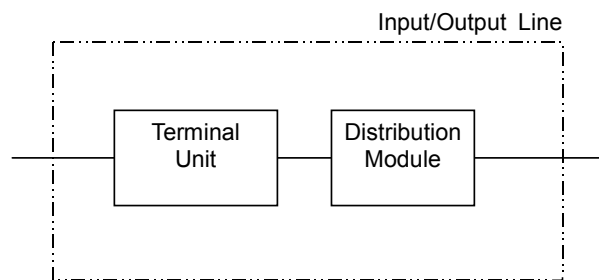 Input/Output Line
Terminal
Unit
Distribution
Module